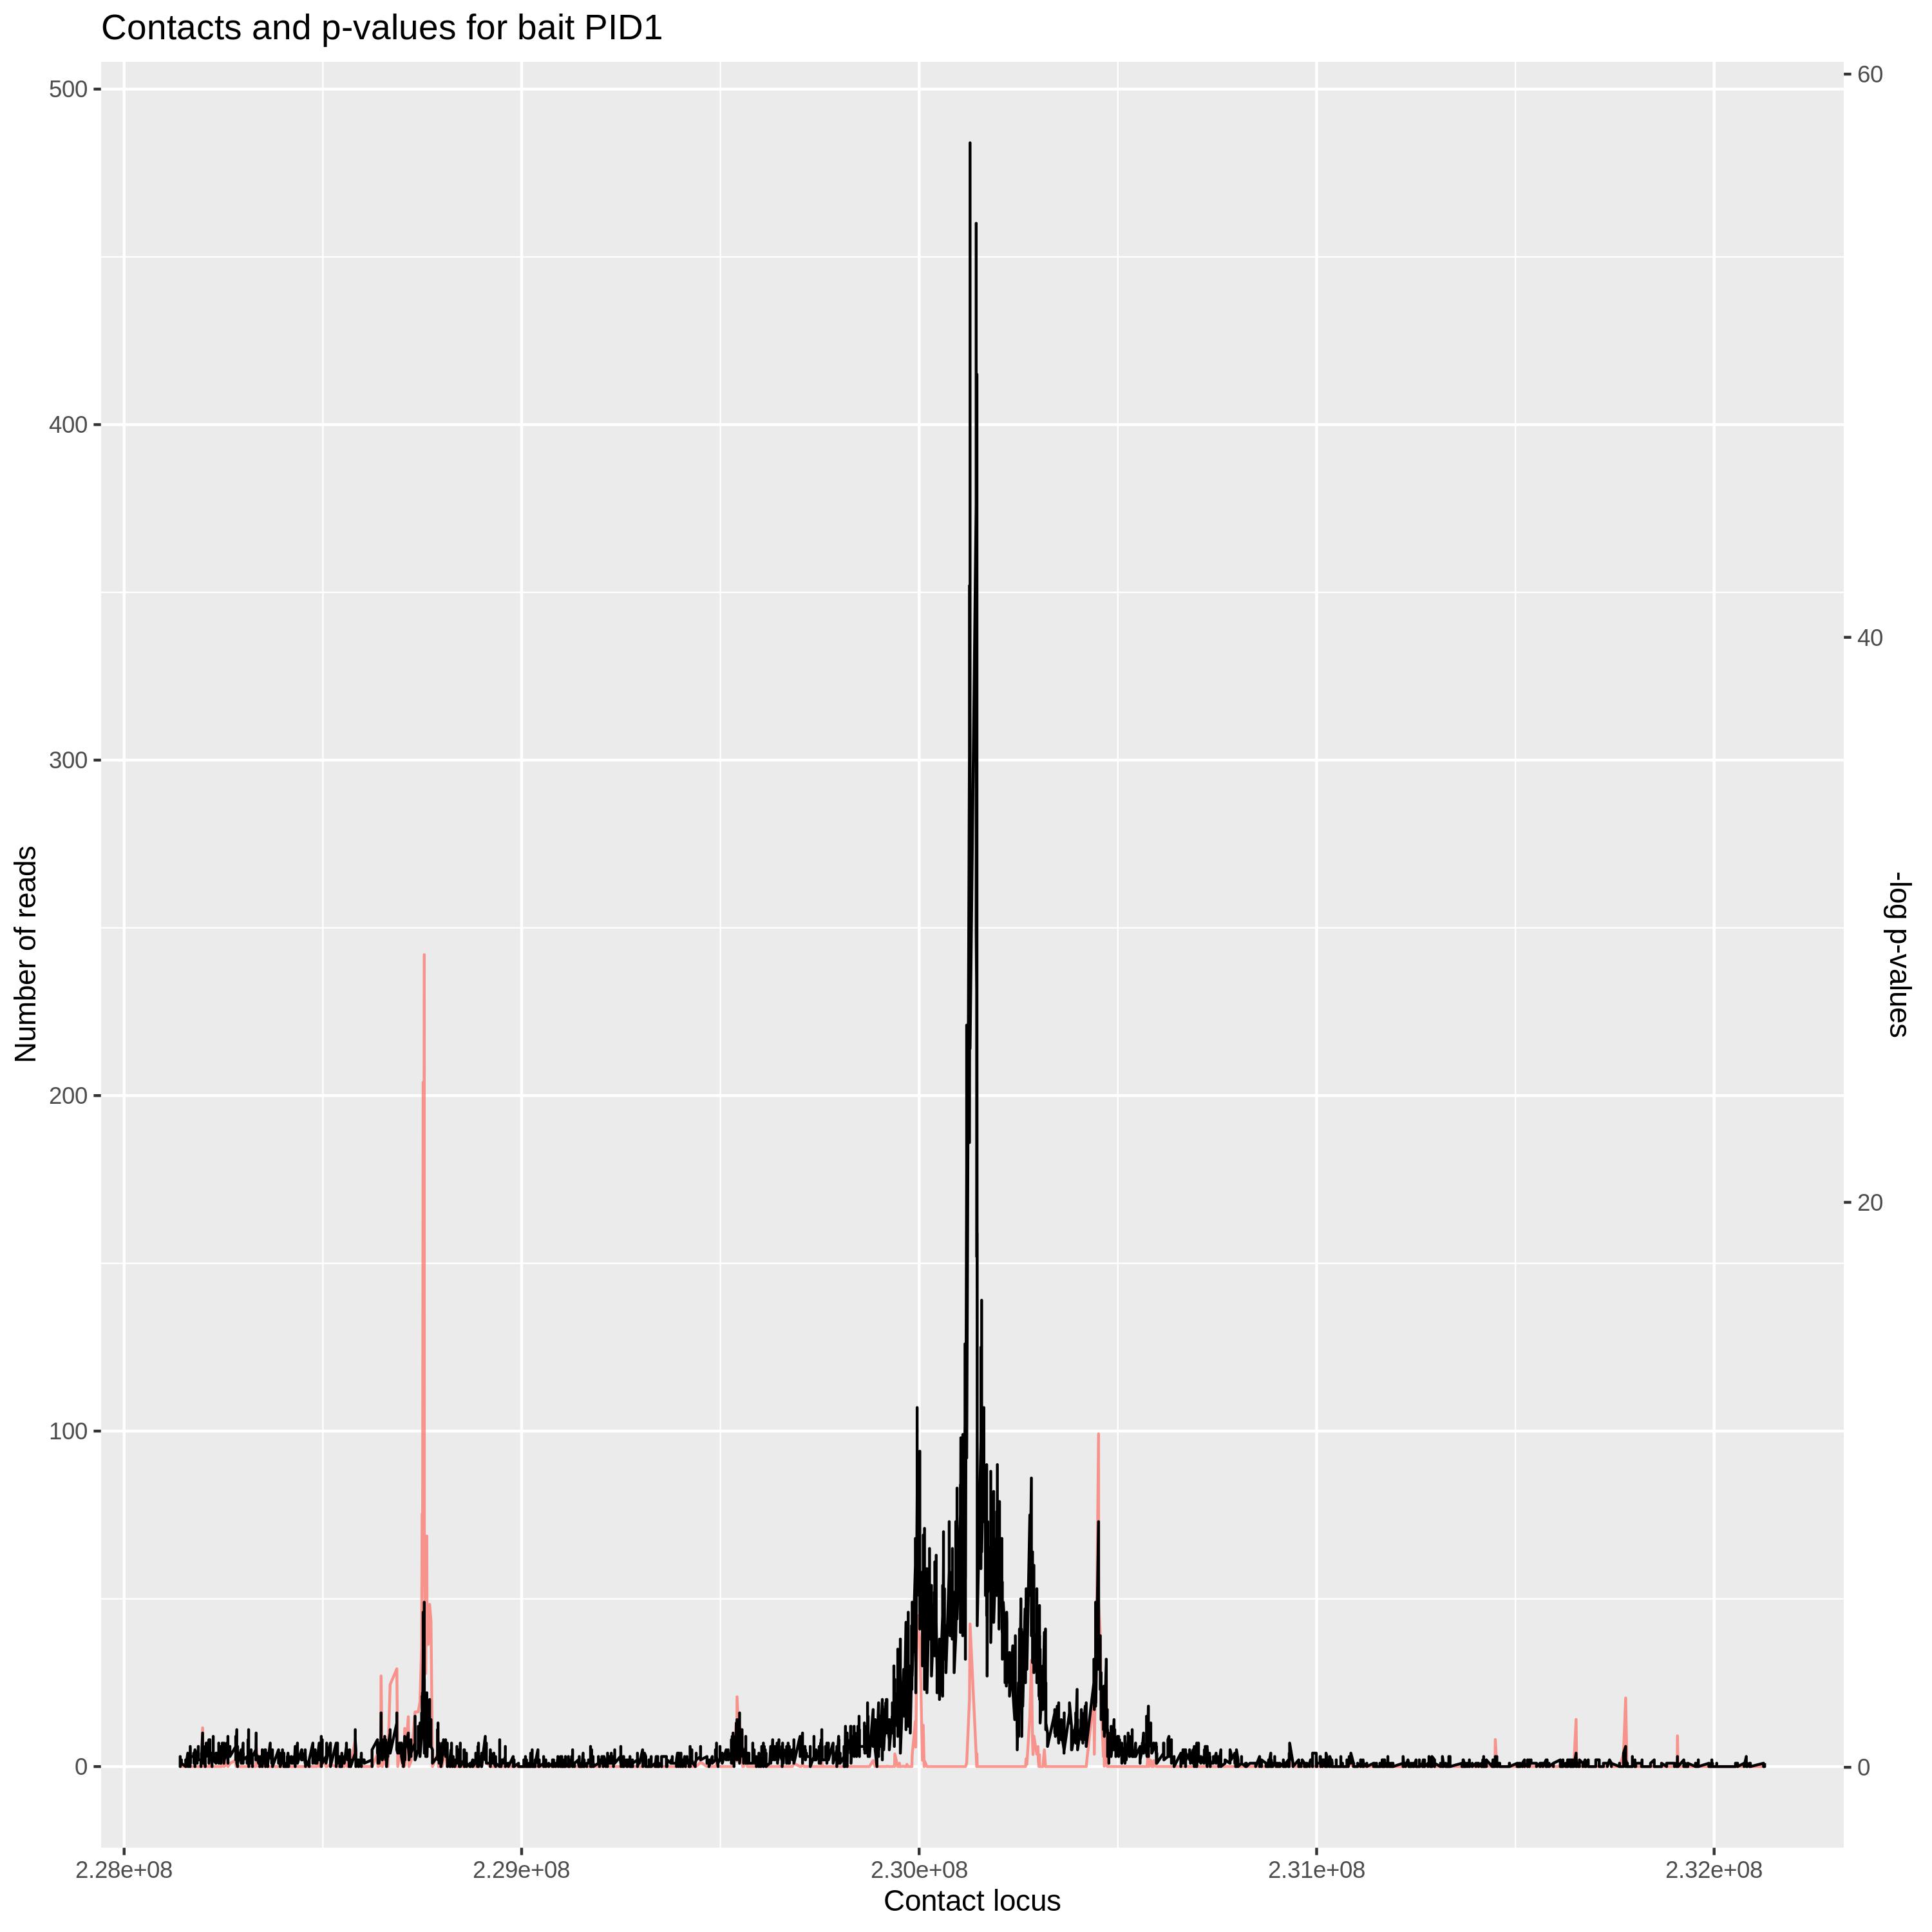 Contacts and p-values for bait PID1
500
400
300
200
100
0
60
40
20
0
Number of reads
-log p-values
2.28e+08 2.29e+08 2.30e+08 2.31e+08 2.32e+08
Contact locus